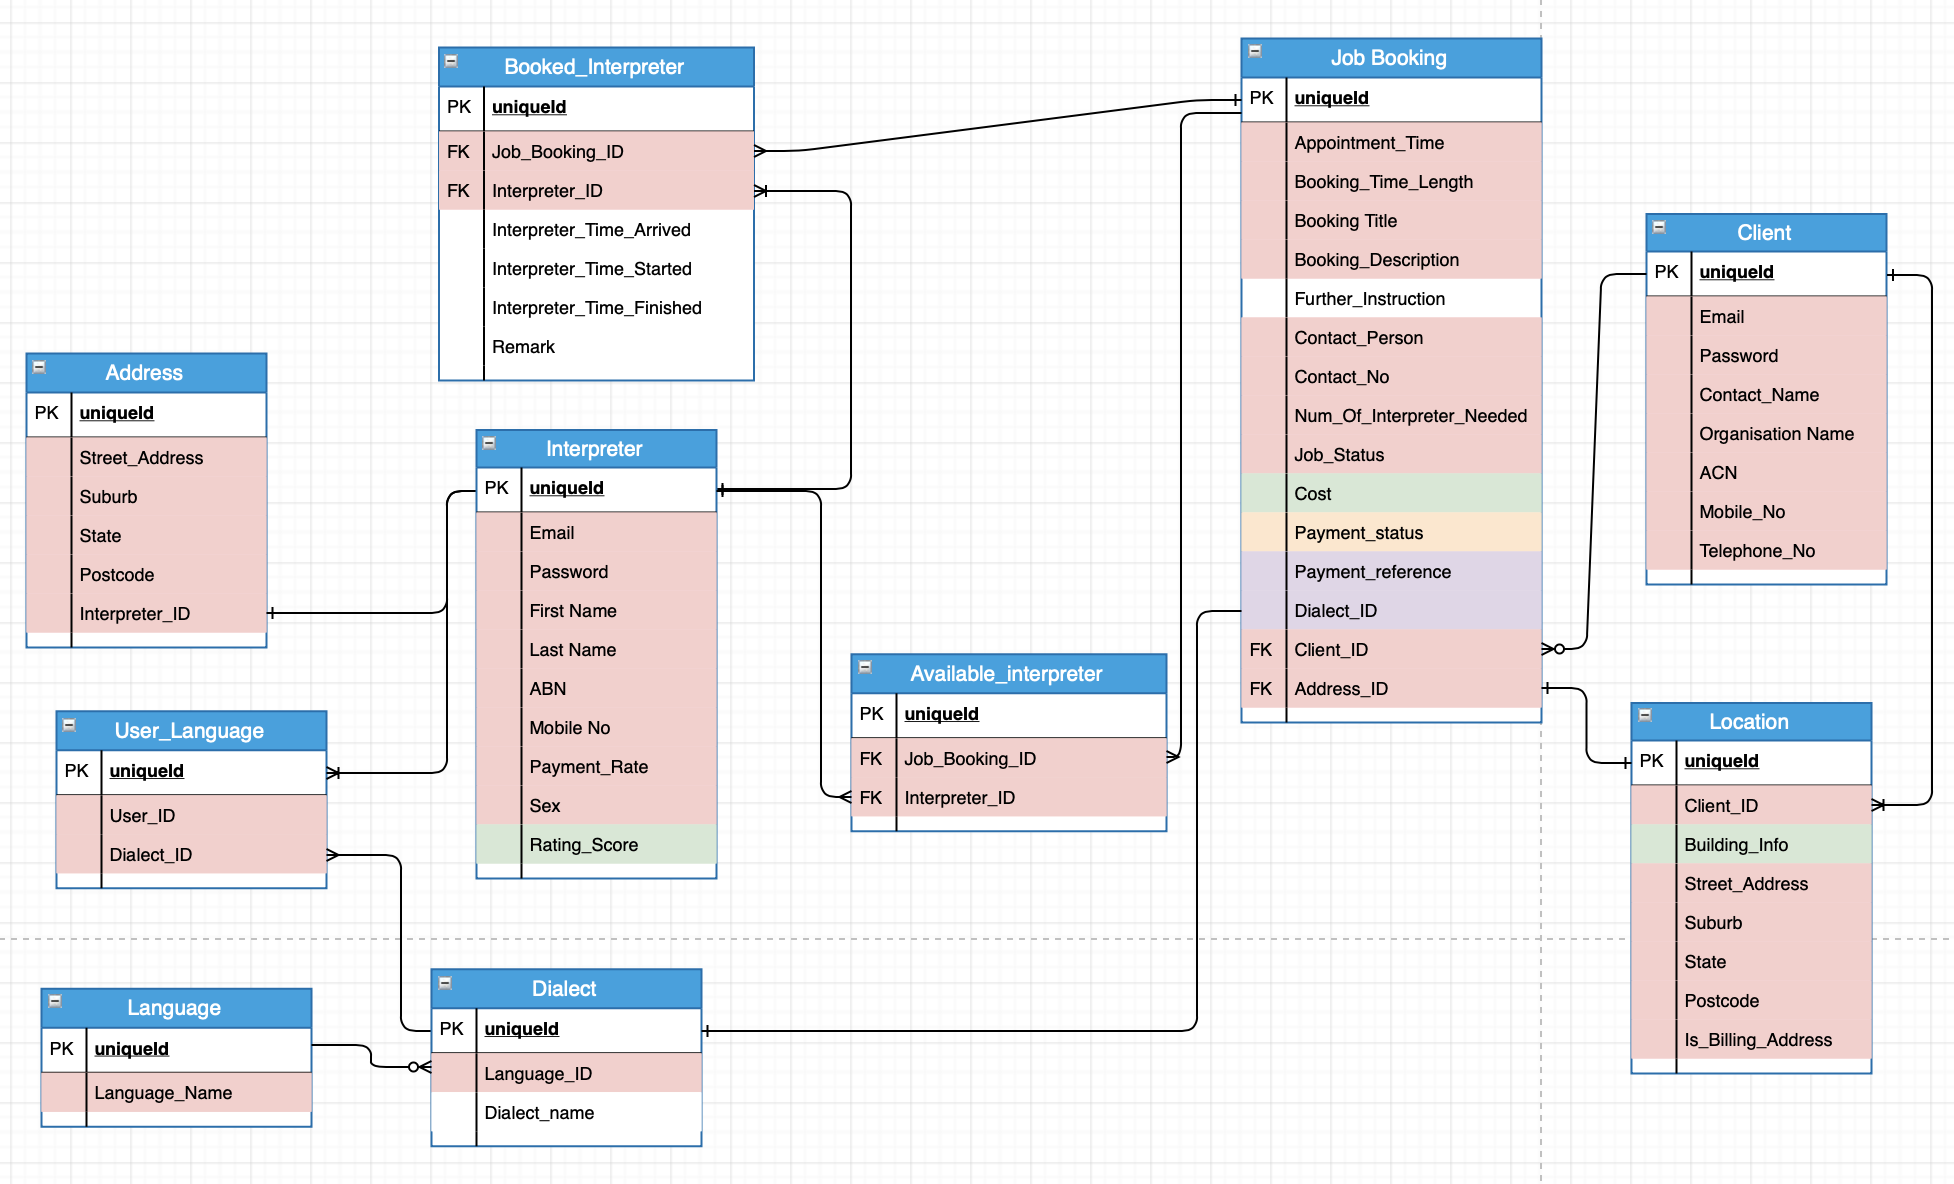 Booked_Interpreter
PK uniqueId
FK Job_Booking_ID
FK Interpreter_ID
Interpreter_Time_Arrived
Interpreter_Time_Started
Interpreter_Time_Finished
Remark
Job Booking
PK uniqueId
Appointment_Time
Booking_Time_Length
Booking Title
Booking_Description
Further_Instruction
Contact_Person
Contact_No
Num_Of_Interpreter_Needed
Job_Status
Cost
Payment_status
Payment_reference
Dialect_ID
FK Client_ID
FK Address_ID
Client
PK uniqueId
Email
Password
Contact_Name
Organisation Name
ACN
Mobile_No
Telephone_No
Address
PK uniqueId
Street_Address
Suburb
State
Postcode
Interpreter_ID
Interpreter
PK uniqueId
Email
Password
First Name
Last Name
ABN
Mobile No
Payment_Rate
Sex
Rating_Score
Available_interpreter
PK uniqueId
FK Job_Booking_ID
FK Interpreter_ID
User_Language
PK uniqueId
User_ID
Dialect_ID
Location
PK uniqueId
Client_ID
Building_Info
Street_Address
Suburb
State
Postcode
Is_Billing_Address
Language
PK uniqueId
Language_Name
Dialect
PK uniqueId
Language_ID
Dialect_name